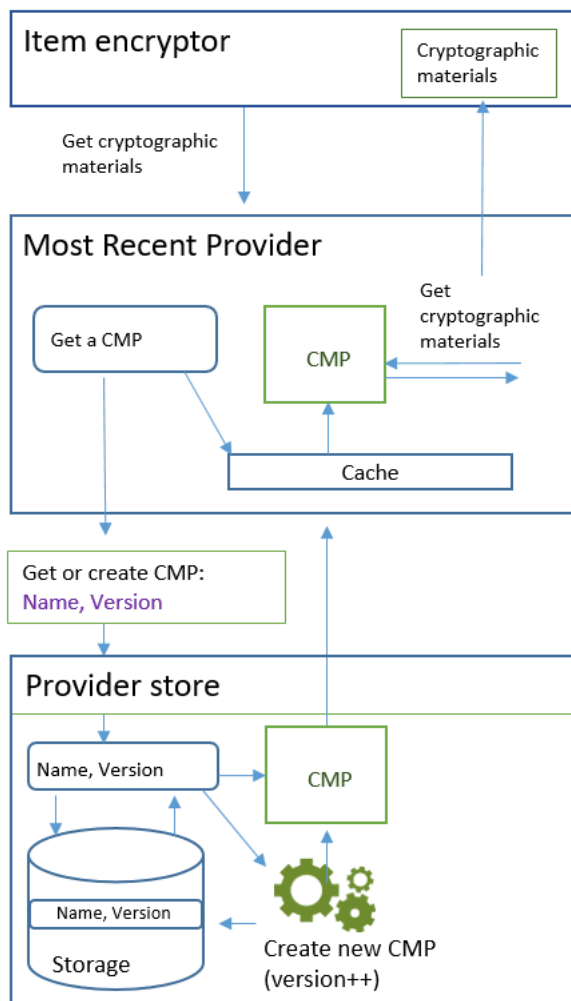 Item encryptor
Cryptographic
materials
Get cryptographic
materials
Most Recent Provider
Get a CMP
CMP
Get
cryptographic
materials
Cache
Get or create CMP:
Name, Version
Provider store
Name, Version
CMP
Name, Version
Storage
Create new CMP
(version++)